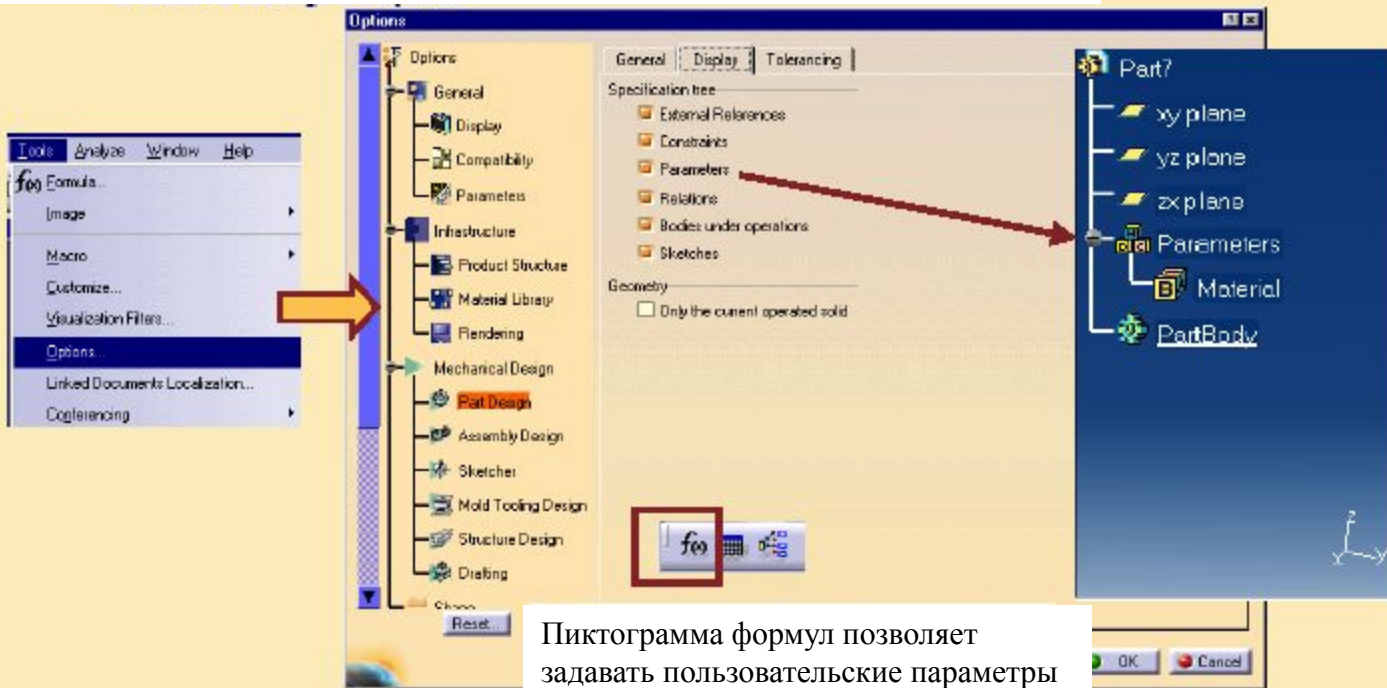 Options
Tools Analyze Window Help
f(x) Formula...
Image
Macro
Customize...
Visualization Filters...
Options...
Linked Documents Localization...
Conferencing
Options
General
Display
Compatibility
Parameters
Infrastructure
Product Structure
Material Library
Rendering
Mechanical Design
Part Design
Assembly Design
Sketcher
Mold Tooling Design
Structure Design
Drafting
Shape
Reset...
General Display Tolerancing
Specification tree
External References
Constraints
Parameters
Relations
Bodies under operations
Sketches
Geometry
Only the current operated solid
f(x)
Part7
xy plane
yz plane
zx plane
Parameters
Material
PartBody
z
x y
Пиктограмма формул позволяет
задавать пользовательские параметры
OK Cancel